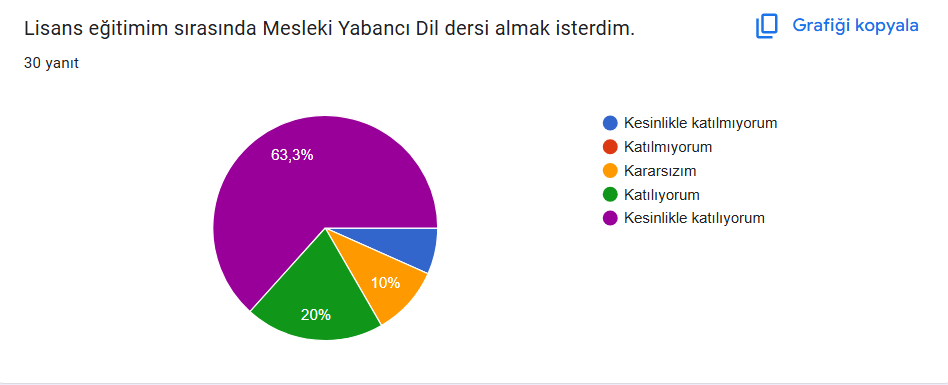 Lisans eğitimim sırasında Mesleki Yabancı Dil dersi almak isterdim.
Grafiği kopyala
30 yanıt
63,3%
10%
20%
Kesinlikle katılmıyorum
Katılmıyorum
Kararsızım
Katılıyorum
Kesinlikle katılıyorum